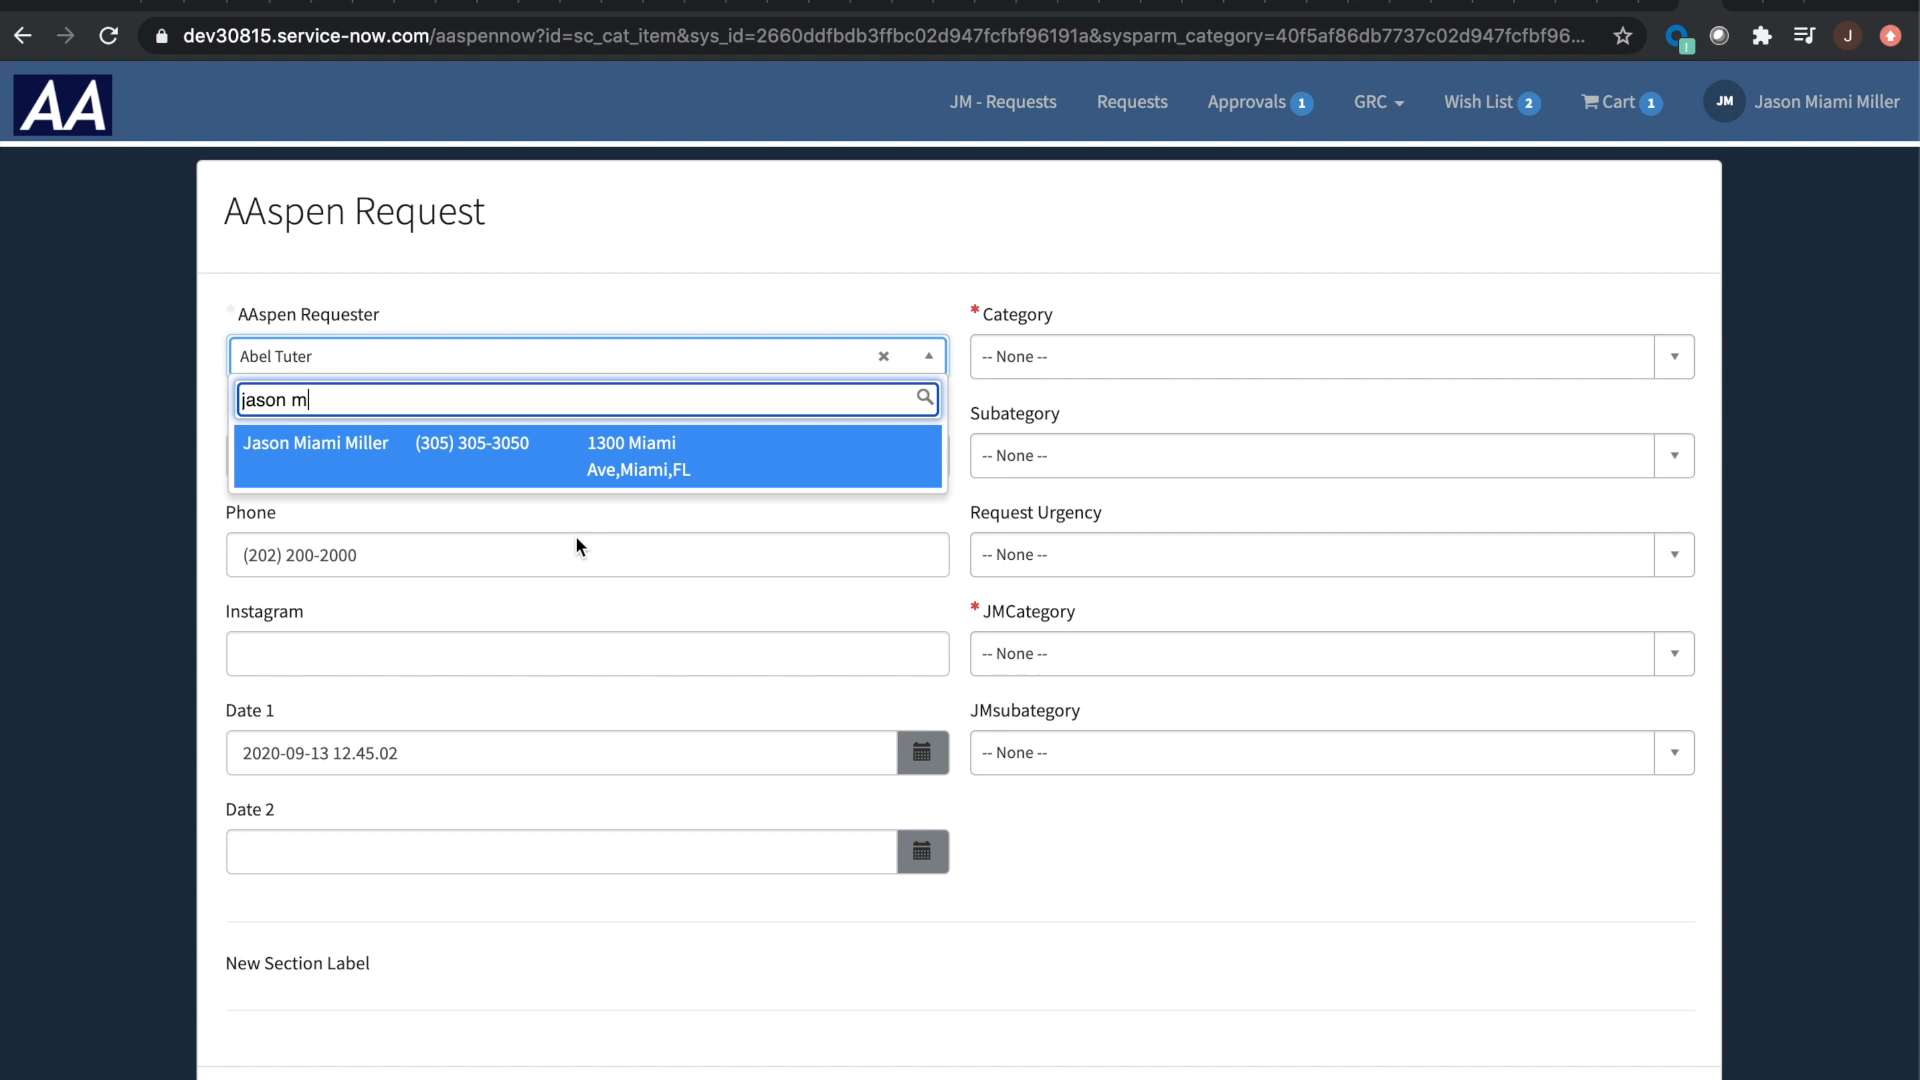 dev30815.service-now.com/aaspennow?id=sc_cat_item&sys_id=2660ddfbdb3ffbc02d947fcfbf96191a&sysparm_category=40f5af86db7737c02d947fcfbf96...
J
AA
JM - Requests
Requests
Approvals 1
GRC
Wish List 2
Cart 1
JM
Jason Miami Miller
AAspen Request
* AAspen Requester
Abel Tuter
jason m
Jason Miami Miller (305) 305-3050 1300 Miami
Ave,Miami,FL
Phone
(202) 200-2000
Instagram
Date 1
2020-09-13 12.45.02
Date 2
* Category
-- None --
Subategory
-- None --
Request Urgency
-- None --
* JMCategory
-- None --
JMsubategory
-- None --
New Section Label